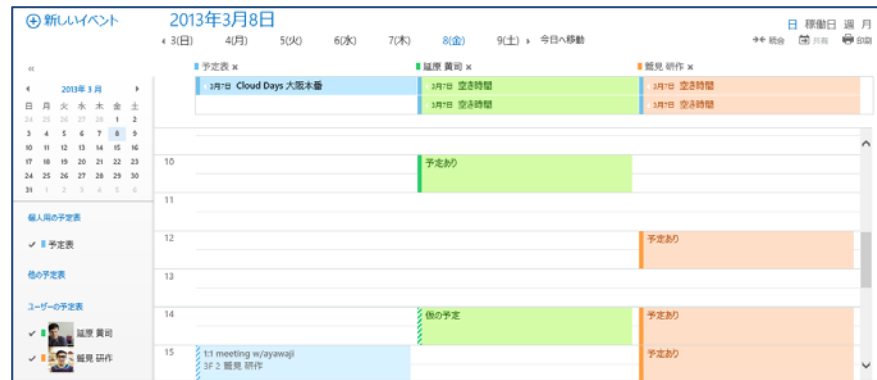 新しいイベント
2013年3月8日
日 稼働日 週 月
3(日) 4(月) 5(火) 6(水) 7(木) 8(金) 9(土) 今日へ移動
統合 共有 印刷
«
予定表 ×
延原 黄司 ×
鷲見 研作 ×
2013年 3 月
日 月 火 水 木 金 土
24 25 26 27 28 1 2
3 4 5 6 7 8 9
10 11 12 13 14 15 16
17 18 19 20 21 22 23
24 25 26 27 28 29 30
31 1 2 3 4 5 6
3月7日 Cloud Days 大阪本番
3月7日 空き時間
3月7日 空き時間
3月7日 空き時間
3月7日 空き時間
個人用の予定表
予定表
他の予定表
ユーザーの予定表
延原 黄司
鷲見 研作
10
予定あり
11
12
予定あり
13
14
仮の予定
予定あり
15
1:1 meeting w/ayawaji
3F 2 鷲見 研作
予定あり